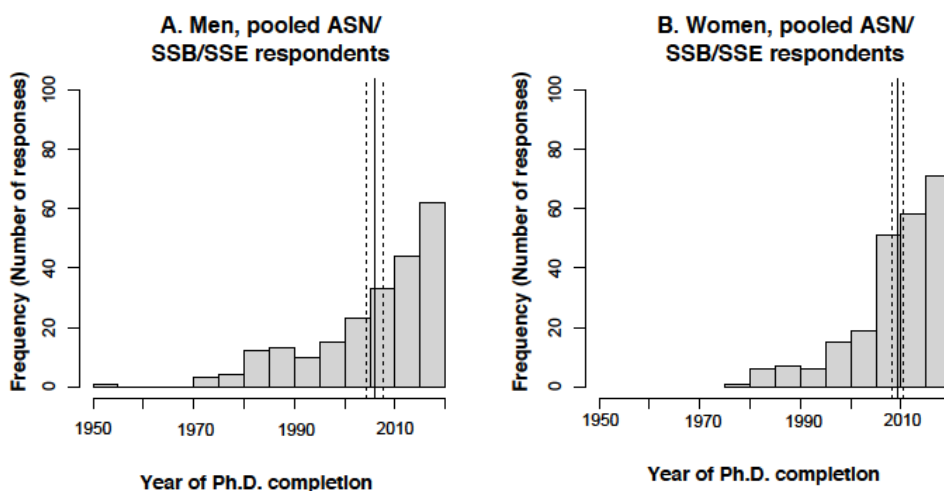 A. Men, pooled ASN/
SSB/SSE respondents
Frequency (Number of responses)
100
80
60
40
20
0
1950
1970
1990
2010
Year of Ph.D. completion
B. Women, pooled ASN/
SSB/SSE respondents
Frequency (Number of responses)
100
80
60
40
20
0
1950
1970
1990
2010
Year of Ph.D. completion